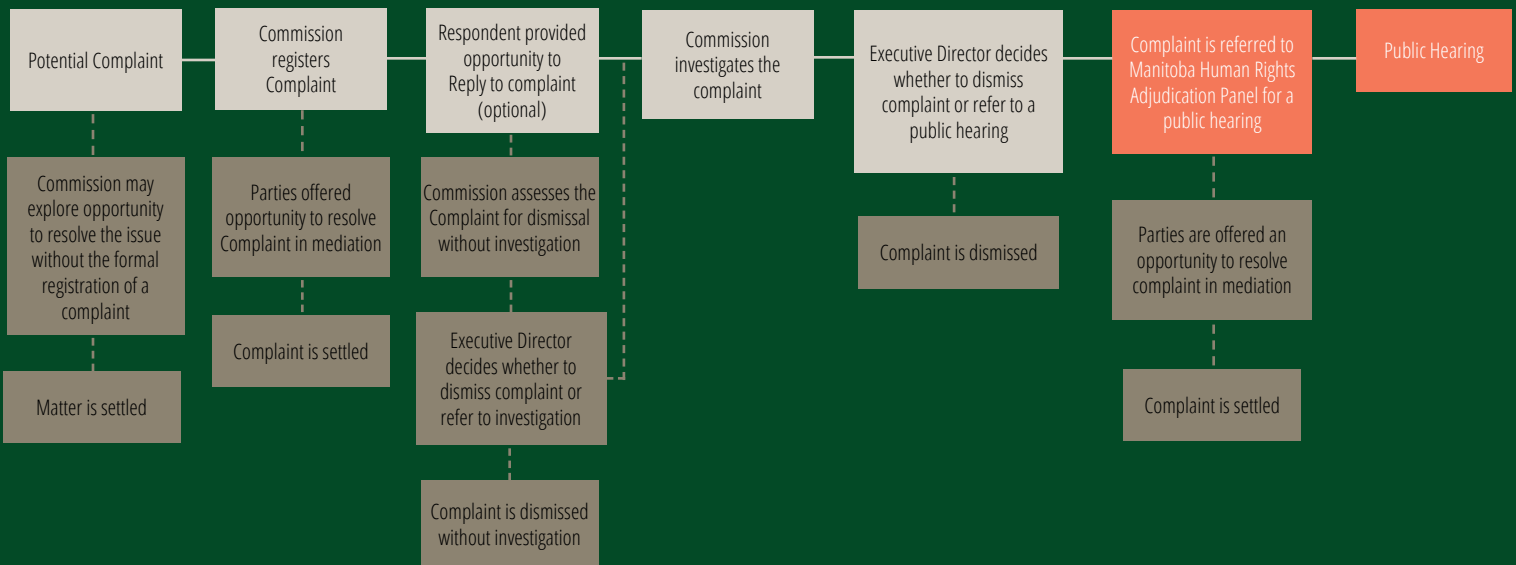 Potential Complaint
Commission
registers
Complaint
Respondent provided
opportunity to
Reply to complaint
(optional)
Commission
investigates the
complaint
Executive Director decides
whether to dismiss
complaint or refer to a
public hearing
Complaint is referred to
Manitoba Human Rights
Adjudication Panel for a
public hearing
Public Hearing
Commission may
explore opportunity
to resolve the issue
without the formal
registration of a
complaint
Matter is settled
Parties offered
opportunity to resolve
Complaint in mediation
Complaint is settled
Commission assesses the
Complaint for dismissal
without investigation
Executive Director
decides whether to
dismiss complaint or
refer to investigation
Complaint is dismissed
without investigation
Complaint is dismissed
Parties are offered an
opportunity to resolve
complaint in mediation
Complaint is settled